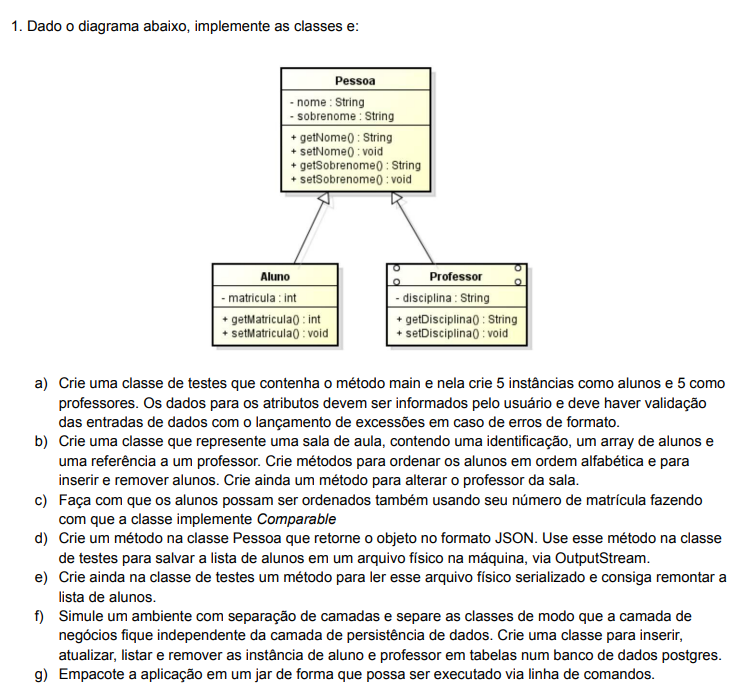 1. Dado o diagrama abaixo, implemente as classes e:
Pessoa
- nome : String
- sobrenome : String
+ getNome() : String
+ setNome() : void
+ getSobrenome() : String
+ setSobrenome() : void
Aluno
- matricula : int
+ getMatricula() : int
+ setMatricula() : void
Professor
- disciplina : String
+ getDisciplina() : String
+ setDisciplina() : void
a) Crie uma classe de testes que contenha o método main e nela crie 5 instâncias como alunos e 5 como
professores. Os dados para os atributos devem ser informados pelo usuário e deve haver validação
das entradas de dados com o lançamento de excessões em caso de erros de formato.
b) Crie uma classe que represente uma sala de aula, contendo uma identificação, um array de alunos e
uma referência a um professor. Crie métodos para ordenar os alunos em ordem alfabética e para
inserir e remover alunos. Crie ainda um método para alterar o professor da sala.
c) Faça com que os alunos possam ser ordenados também usando seu número de matrícula fazendo
com que a classe implemente Comparable
d) Crie um método na classe Pessoa que retorne o objeto no formato JSON. Use esse método na classe
de testes para salvar a lista de alunos em um arquivo físico na máquina, via OutputStream.
e) Crie ainda na classe de testes um método para ler esse arquivo físico serializado e consiga remontar a
lista de alunos.
f) Simule um ambiente com separação de camadas e separe as classes de modo que a camada de
negócios fique independente da camada de persistência de dados. Crie uma classe para inserir,
atualizar, listar e remover as instância de aluno e professor em tabelas num banco de dados postgres.
g) Empacote a aplicação em um jar de forma que possa ser executado via linha de comandos.